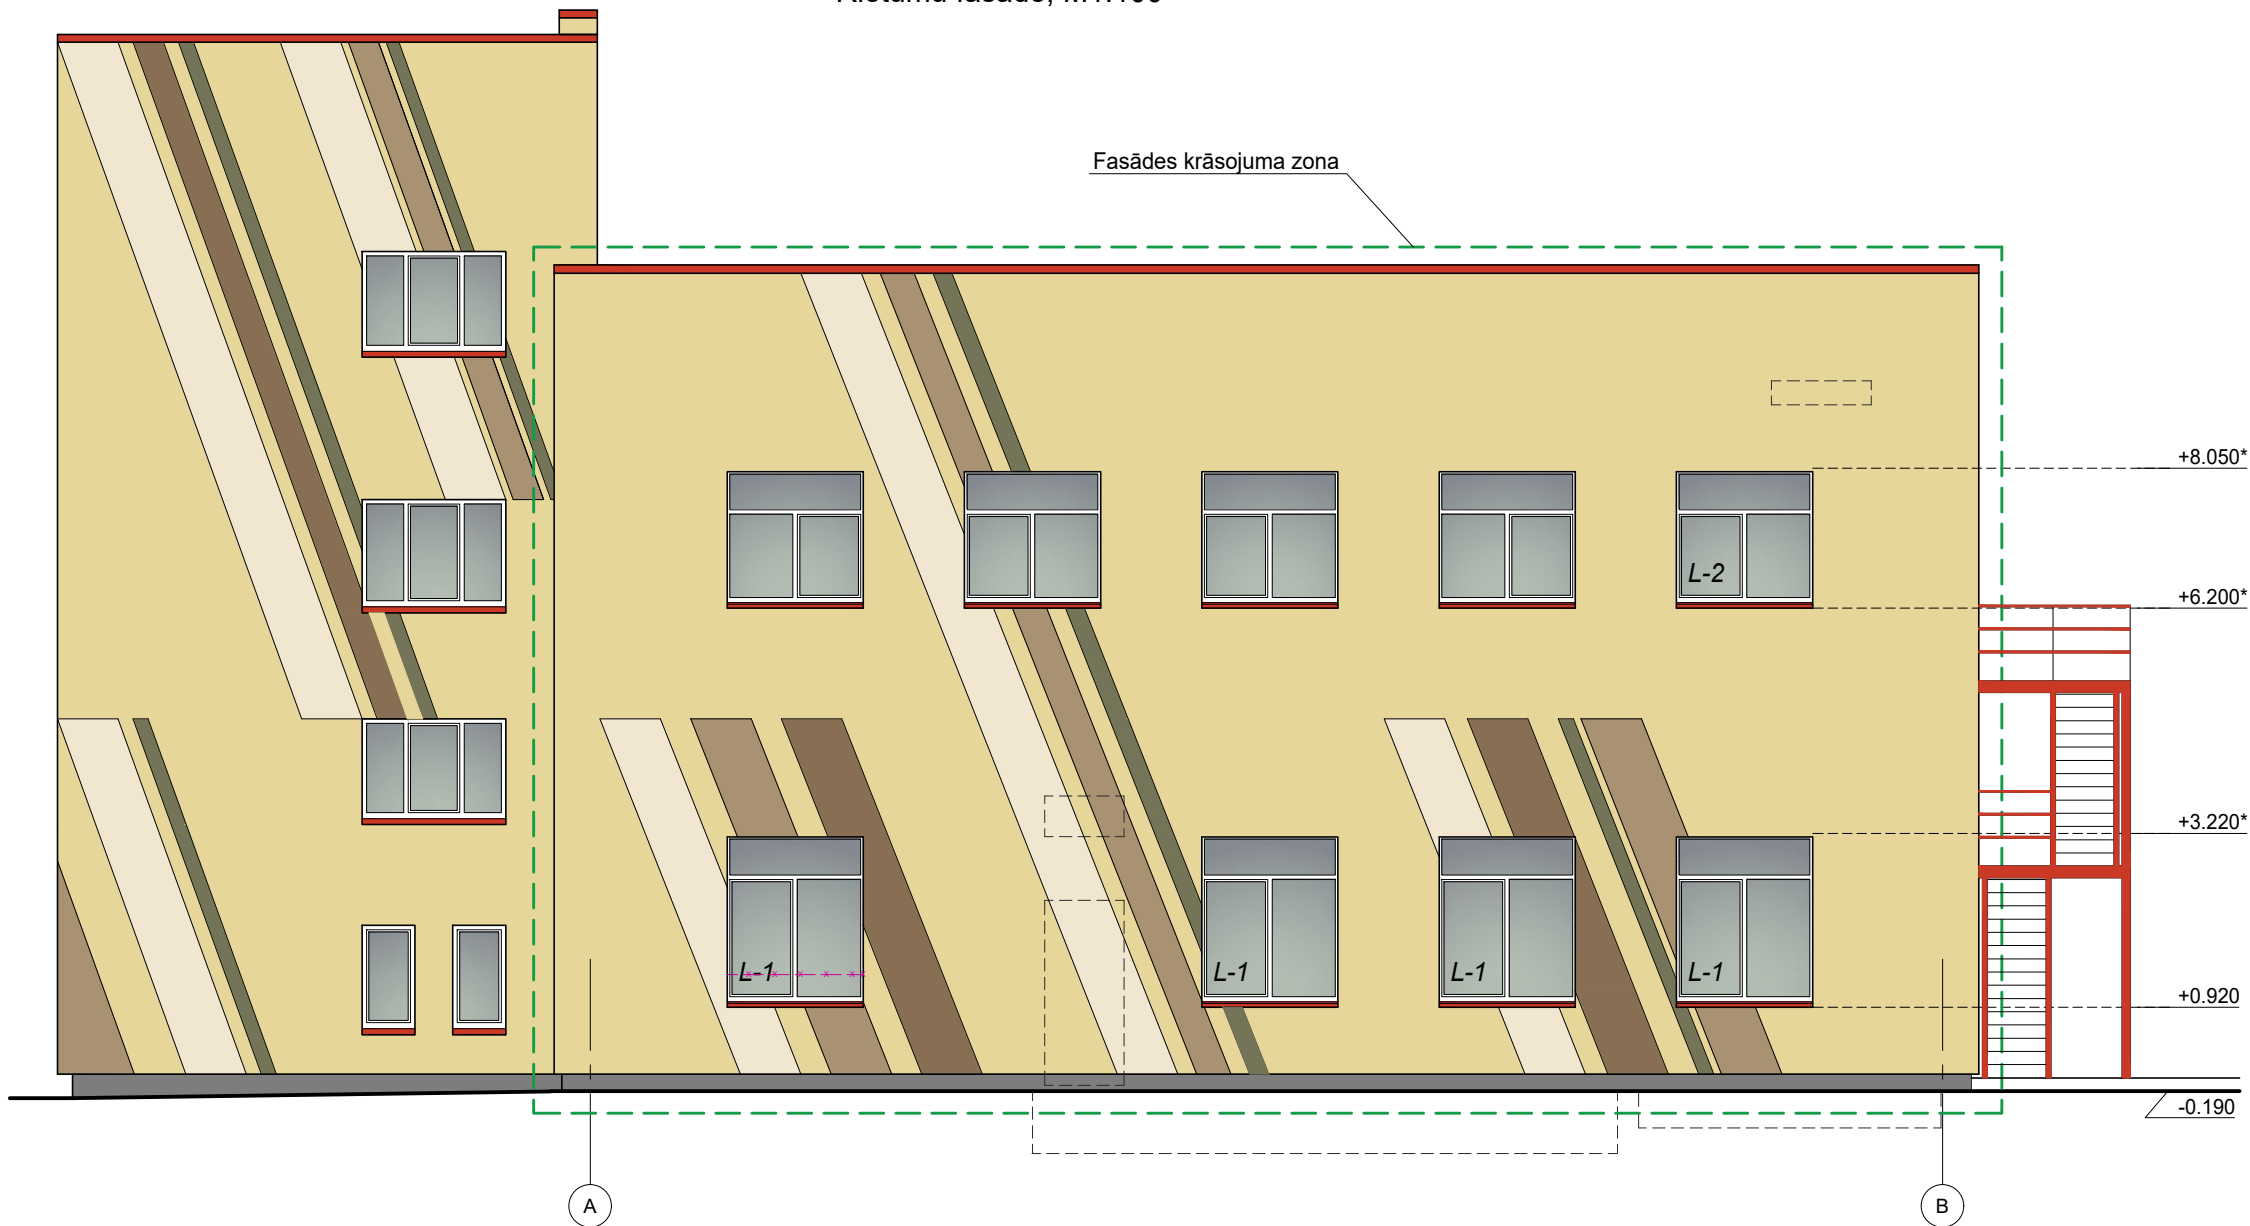 Fasādes krāsojuma zona
+8.050*
L-2
+6.200*
+3.220*
L-1
L-1
L-1
L-1
+0.920
-0.190
A
B